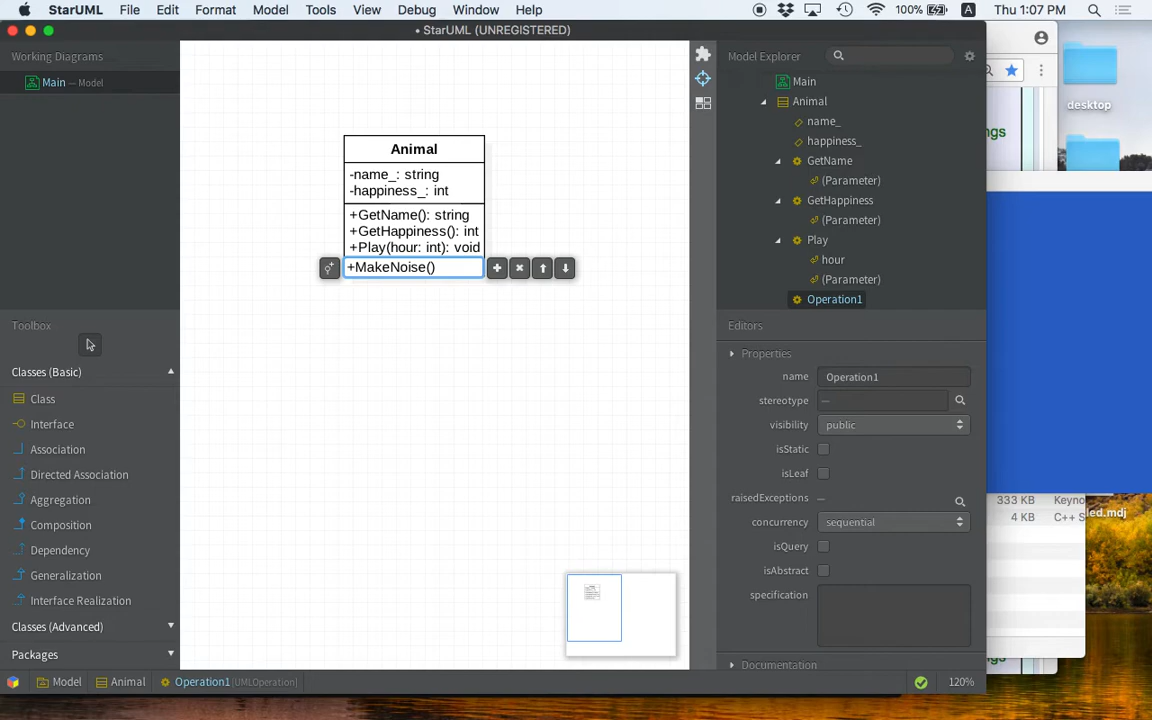 StarUML File Edit Format Model Tools View Debug Window Help 100% A Thu 1:07 PM
• StarUML (UNREGISTERED)
Working Diagrams
Main — Model
Model Explorer
Main
Animal
name_
happiness_
GetName
(Parameter)
GetHappiness
(Parameter)
Play
hour
(Parameter)
Operation1
desktop
ngs
Animal
-name_: string
-happiness_: int
+GetName(): string
+GetHappiness(): int
+Play(hour: int): void
+MakeNoise()
Toolbox
Classes (Basic)
Class
Interface
Association
Directed Association
Aggregation
Composition
Dependency
Generalization
Interface Realization
Classes (Advanced)
Packages
Editors
Properties
name Operation1
stereotype —
visibility public
isStatic
isLeaf
raisedExceptions —
concurrency sequential
isQuery
isAbstract
specification
Documentation
333 KB Keyno
4 KB C++ S
led.mdj
Model Animal Operation1 [UMLOperation] 120%